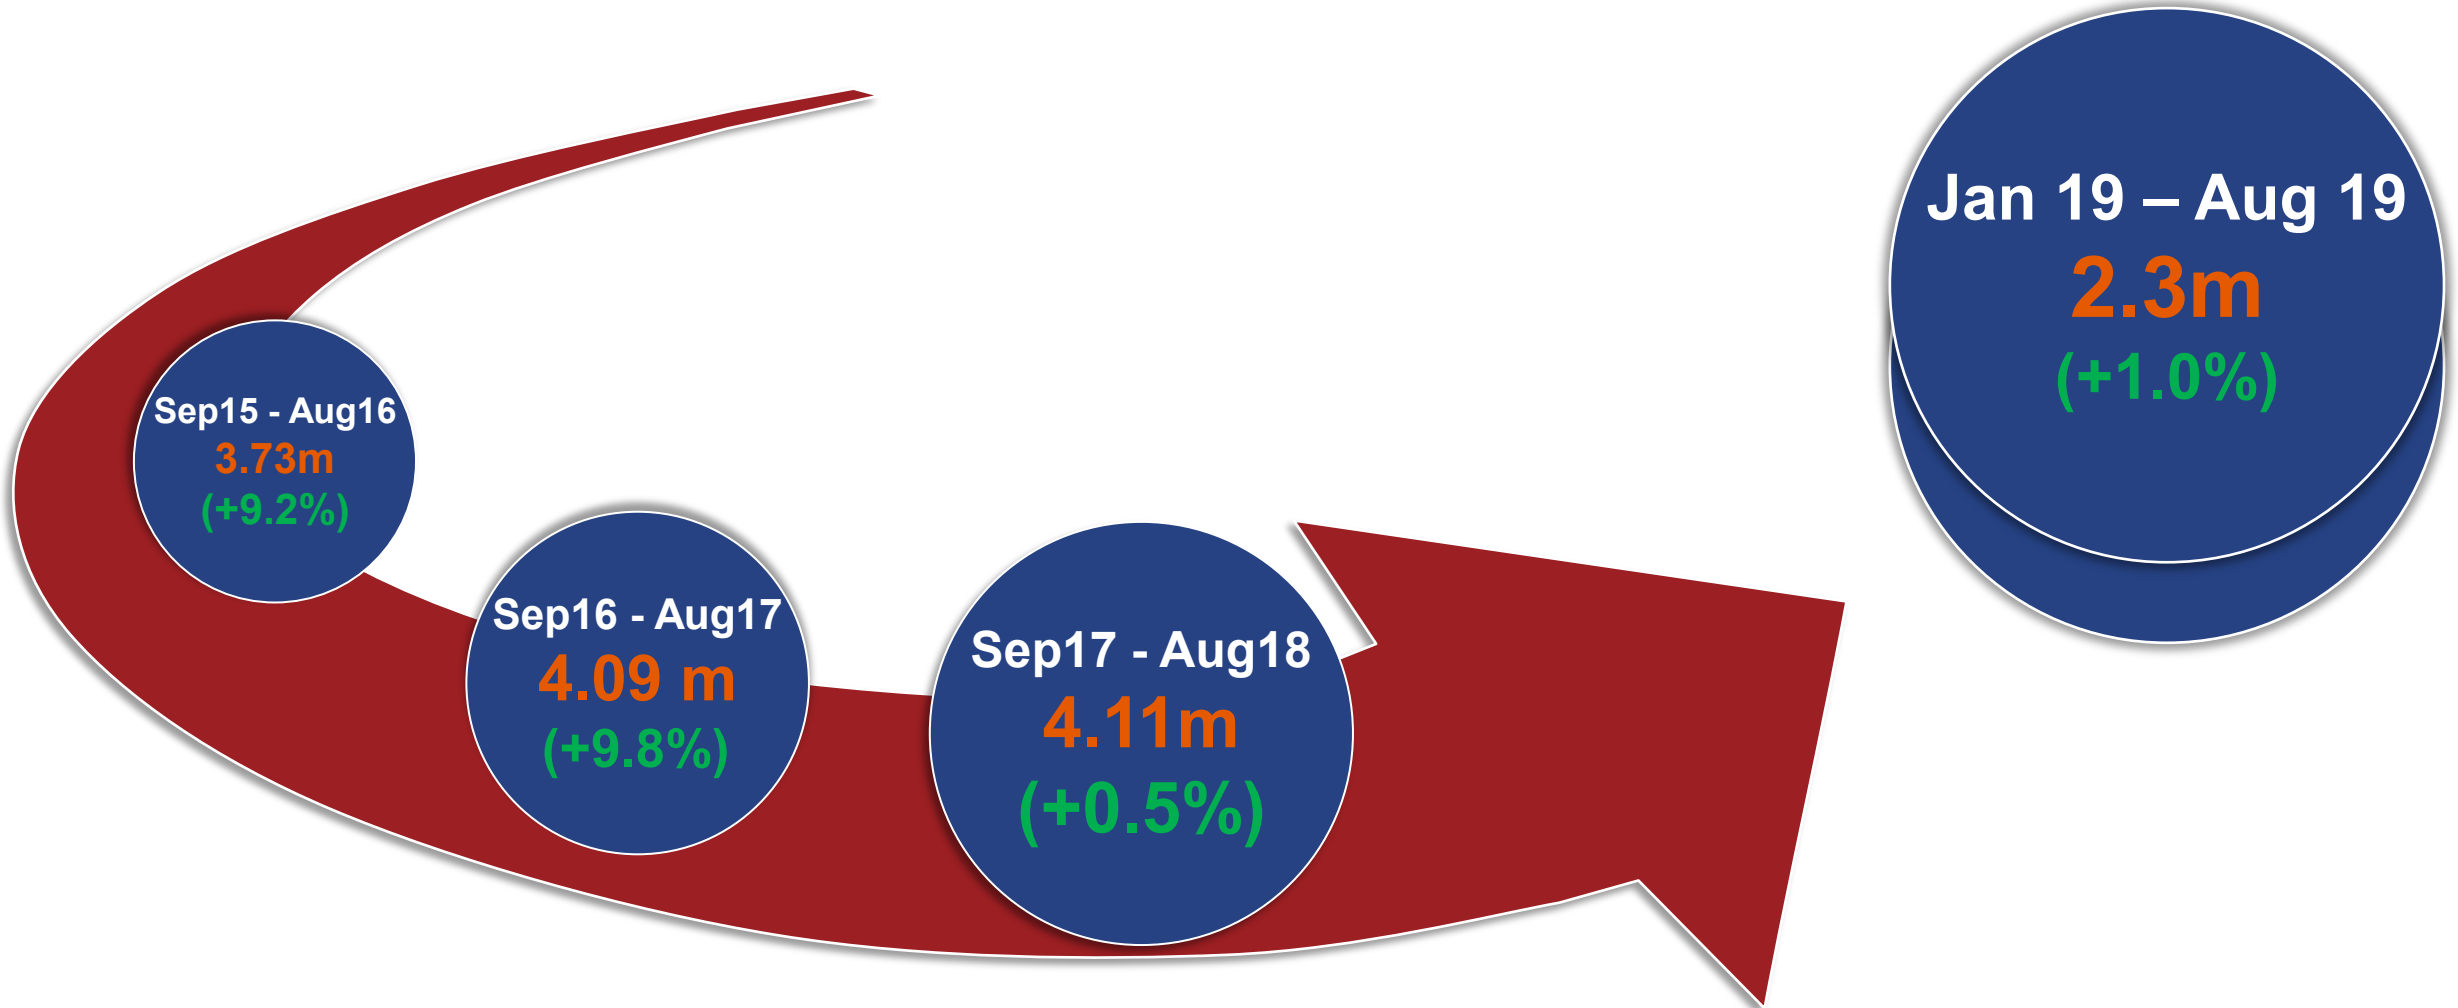 Sep15 - Aug16
3.73m
(+9.2%)
Sep16 - Aug17
4.09 m
(+9.8%)
Sep17 - Aug18
4.11m
(+0.5%)
Jan 19 – Aug 19
2.3m
(+1.0%)